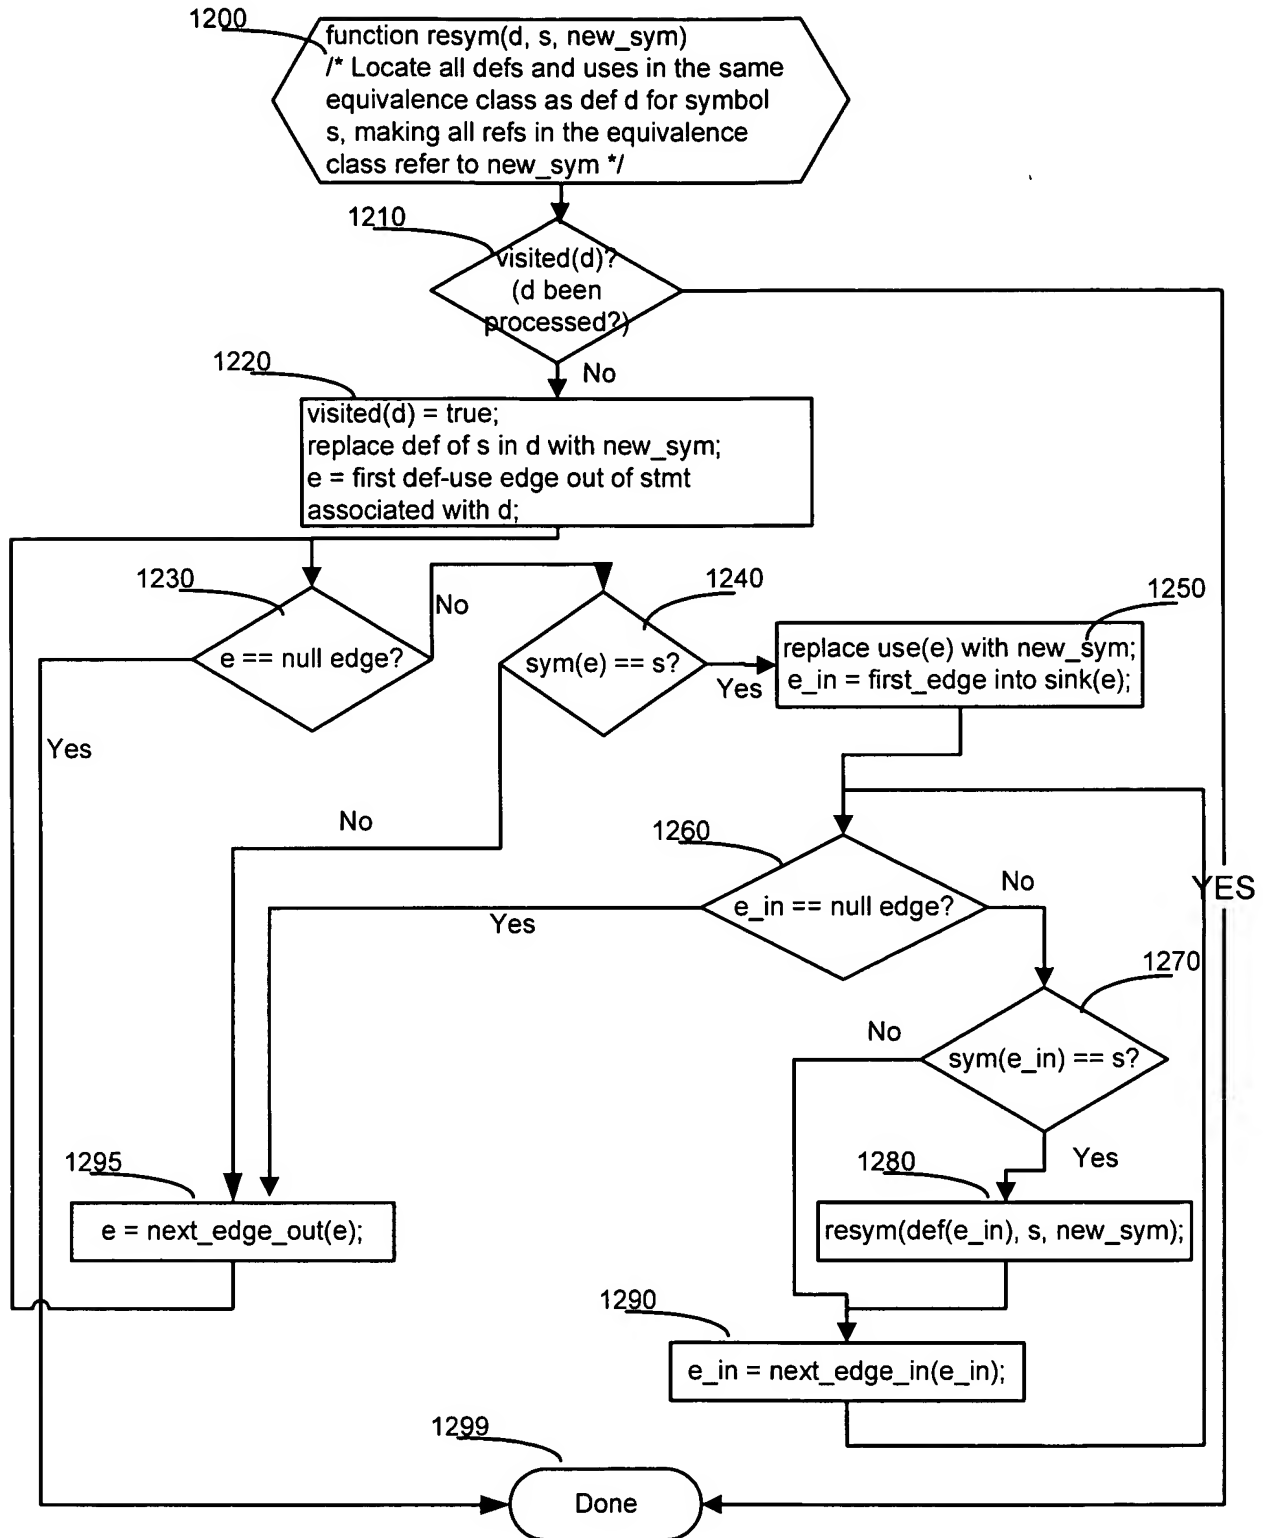 1200
function resym(d, s, new_sym)
/* Locate all defs and uses in the same
equivalence class as def d for symbol
s, making all refs in the equivalence
class refer to new_sym */
1210
visited(d)?
(d been
processed?)
No
1220
visited(d) = true;
replace def of s in d with new_sym;
e = first def-use edge out of stmt
associated with d;
1230
e == null edge?
No
Yes
1240
sym(e) == s?
Yes
No
1250
replace use(e) with new_sym;
e_in = first_edge into sink(e);
1260
e_in == null edge?
No
Yes
YES
1270
sym(e_in) == s?
No
Yes
1280
resym(def(e_in), s, new_sym);
1295
e = next_edge_out(e);
1290
e_in = next_edge_in(e_in);
1299
Done